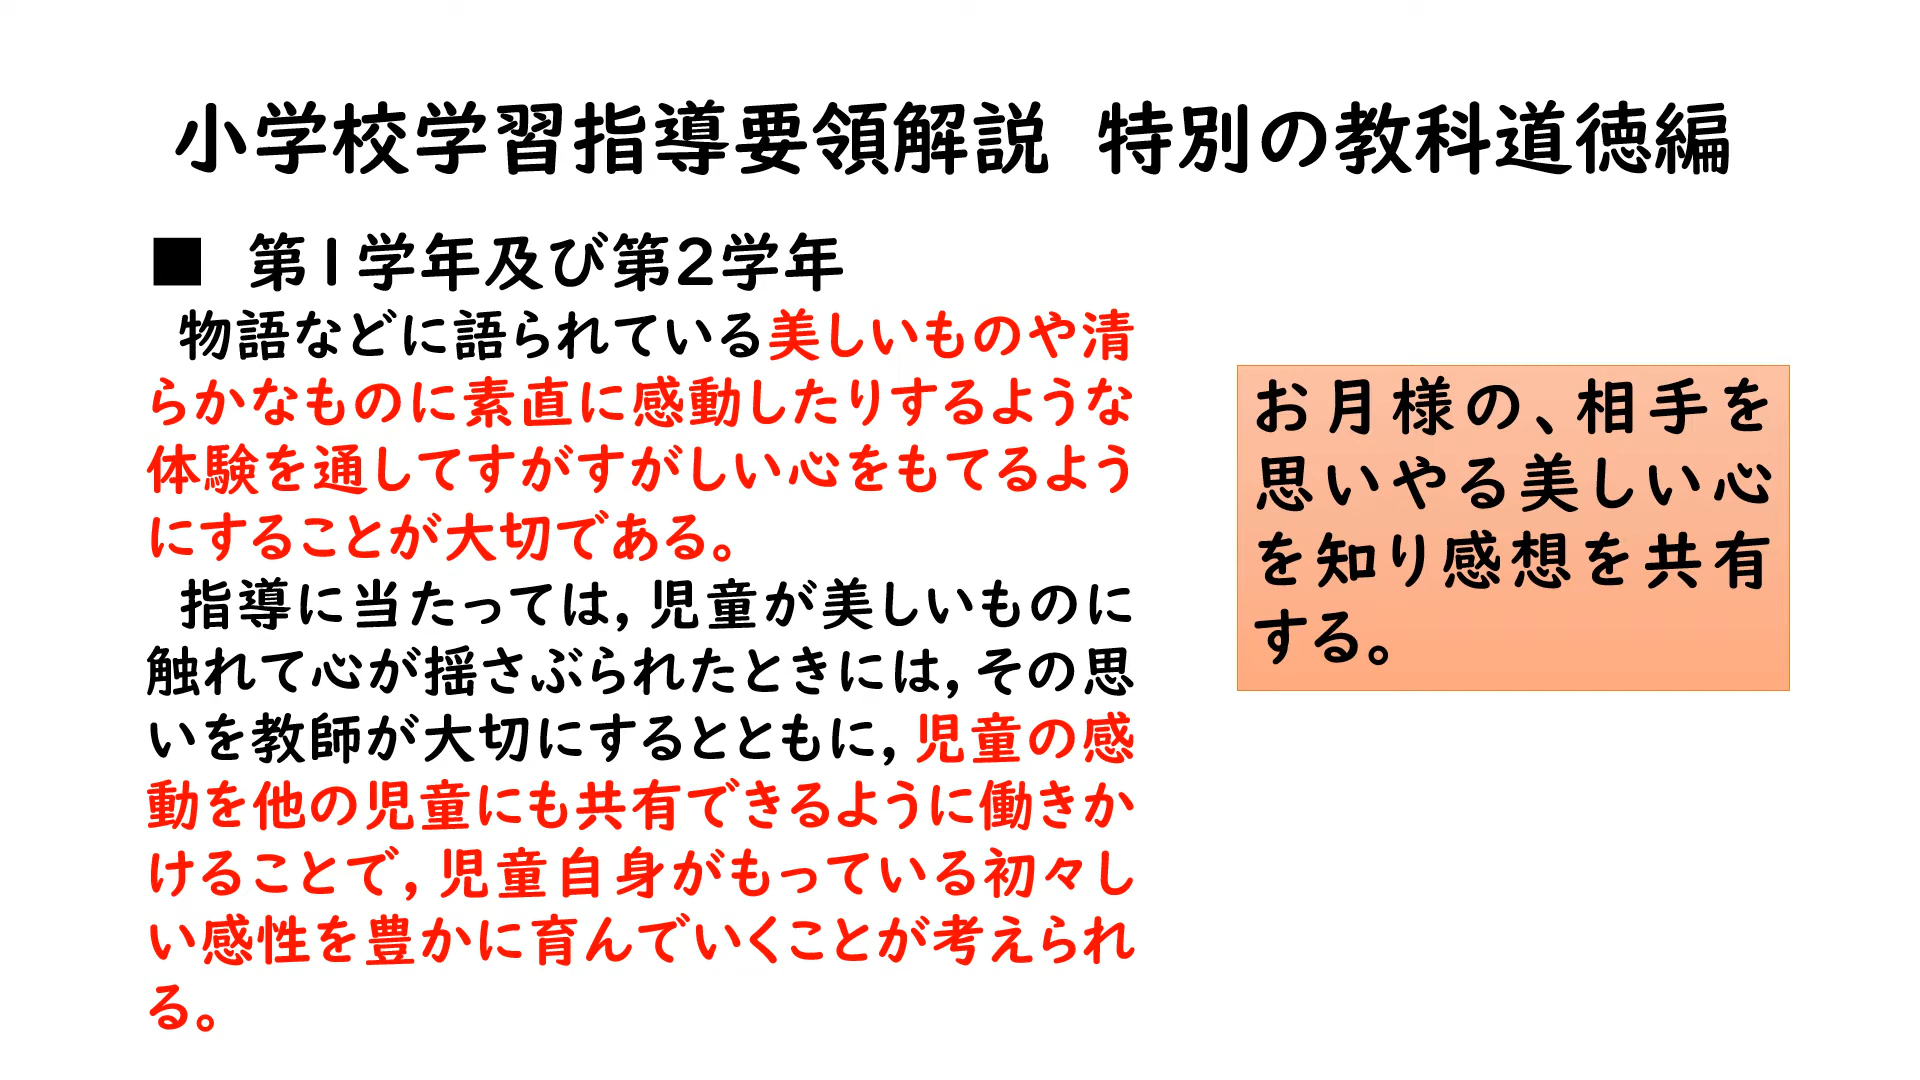 小学校学習指導要領解説 特別の教科道徳編
■ 第1学年及び第2学年
物語などに語られている美しいものや清
らかなものに素直に感動したりするような
体験を通してすがすがしい心をもてるよう
にすることが大切である。
指導に当たっては,児童が美しいものに
触れて心が揺さぶられたときには,その思
いを教師が大切にするとともに,児童の感
動を他の児童にも共有できるように働きか
けることで,児童自身がもっている初々し
い感性を豊かに育んでいくことが考えられ
る。
お月様の、相手を
思いやる美しい心
を知り感想を共有
する。